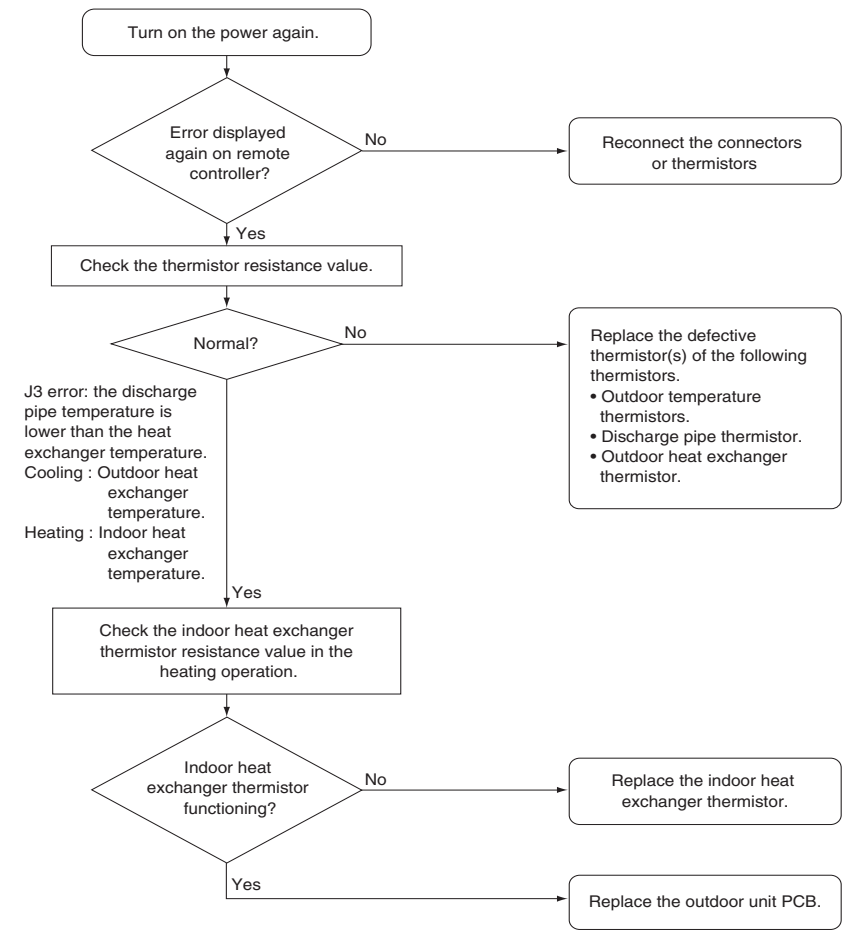 Turn on the power again.
Error displayed
again on remote
controller?
No
Reconnect the connectors
or thermistors
Yes
Check the thermistor resistance value.
Normal?
No
Replace the defective
thermistor(s) of the following
thermistors.
• Outdoor temperature
thermistors.
• Discharge pipe thermistor.
• Outdoor heat exchanger
thermistor.
J3 error: the discharge
pipe temperature is
lower than the heat
exchanger temperature.
Cooling : Outdoor heat
exchanger
temperature.
Heating : Indoor heat
exchanger
temperature.
Yes
Check the indoor heat exchanger
thermistor resistance value in the
heating operation.
Indoor heat
exchanger thermistor
functioning?
No
Replace the indoor heat
exchanger thermistor.
Yes
Replace the outdoor unit PCB.